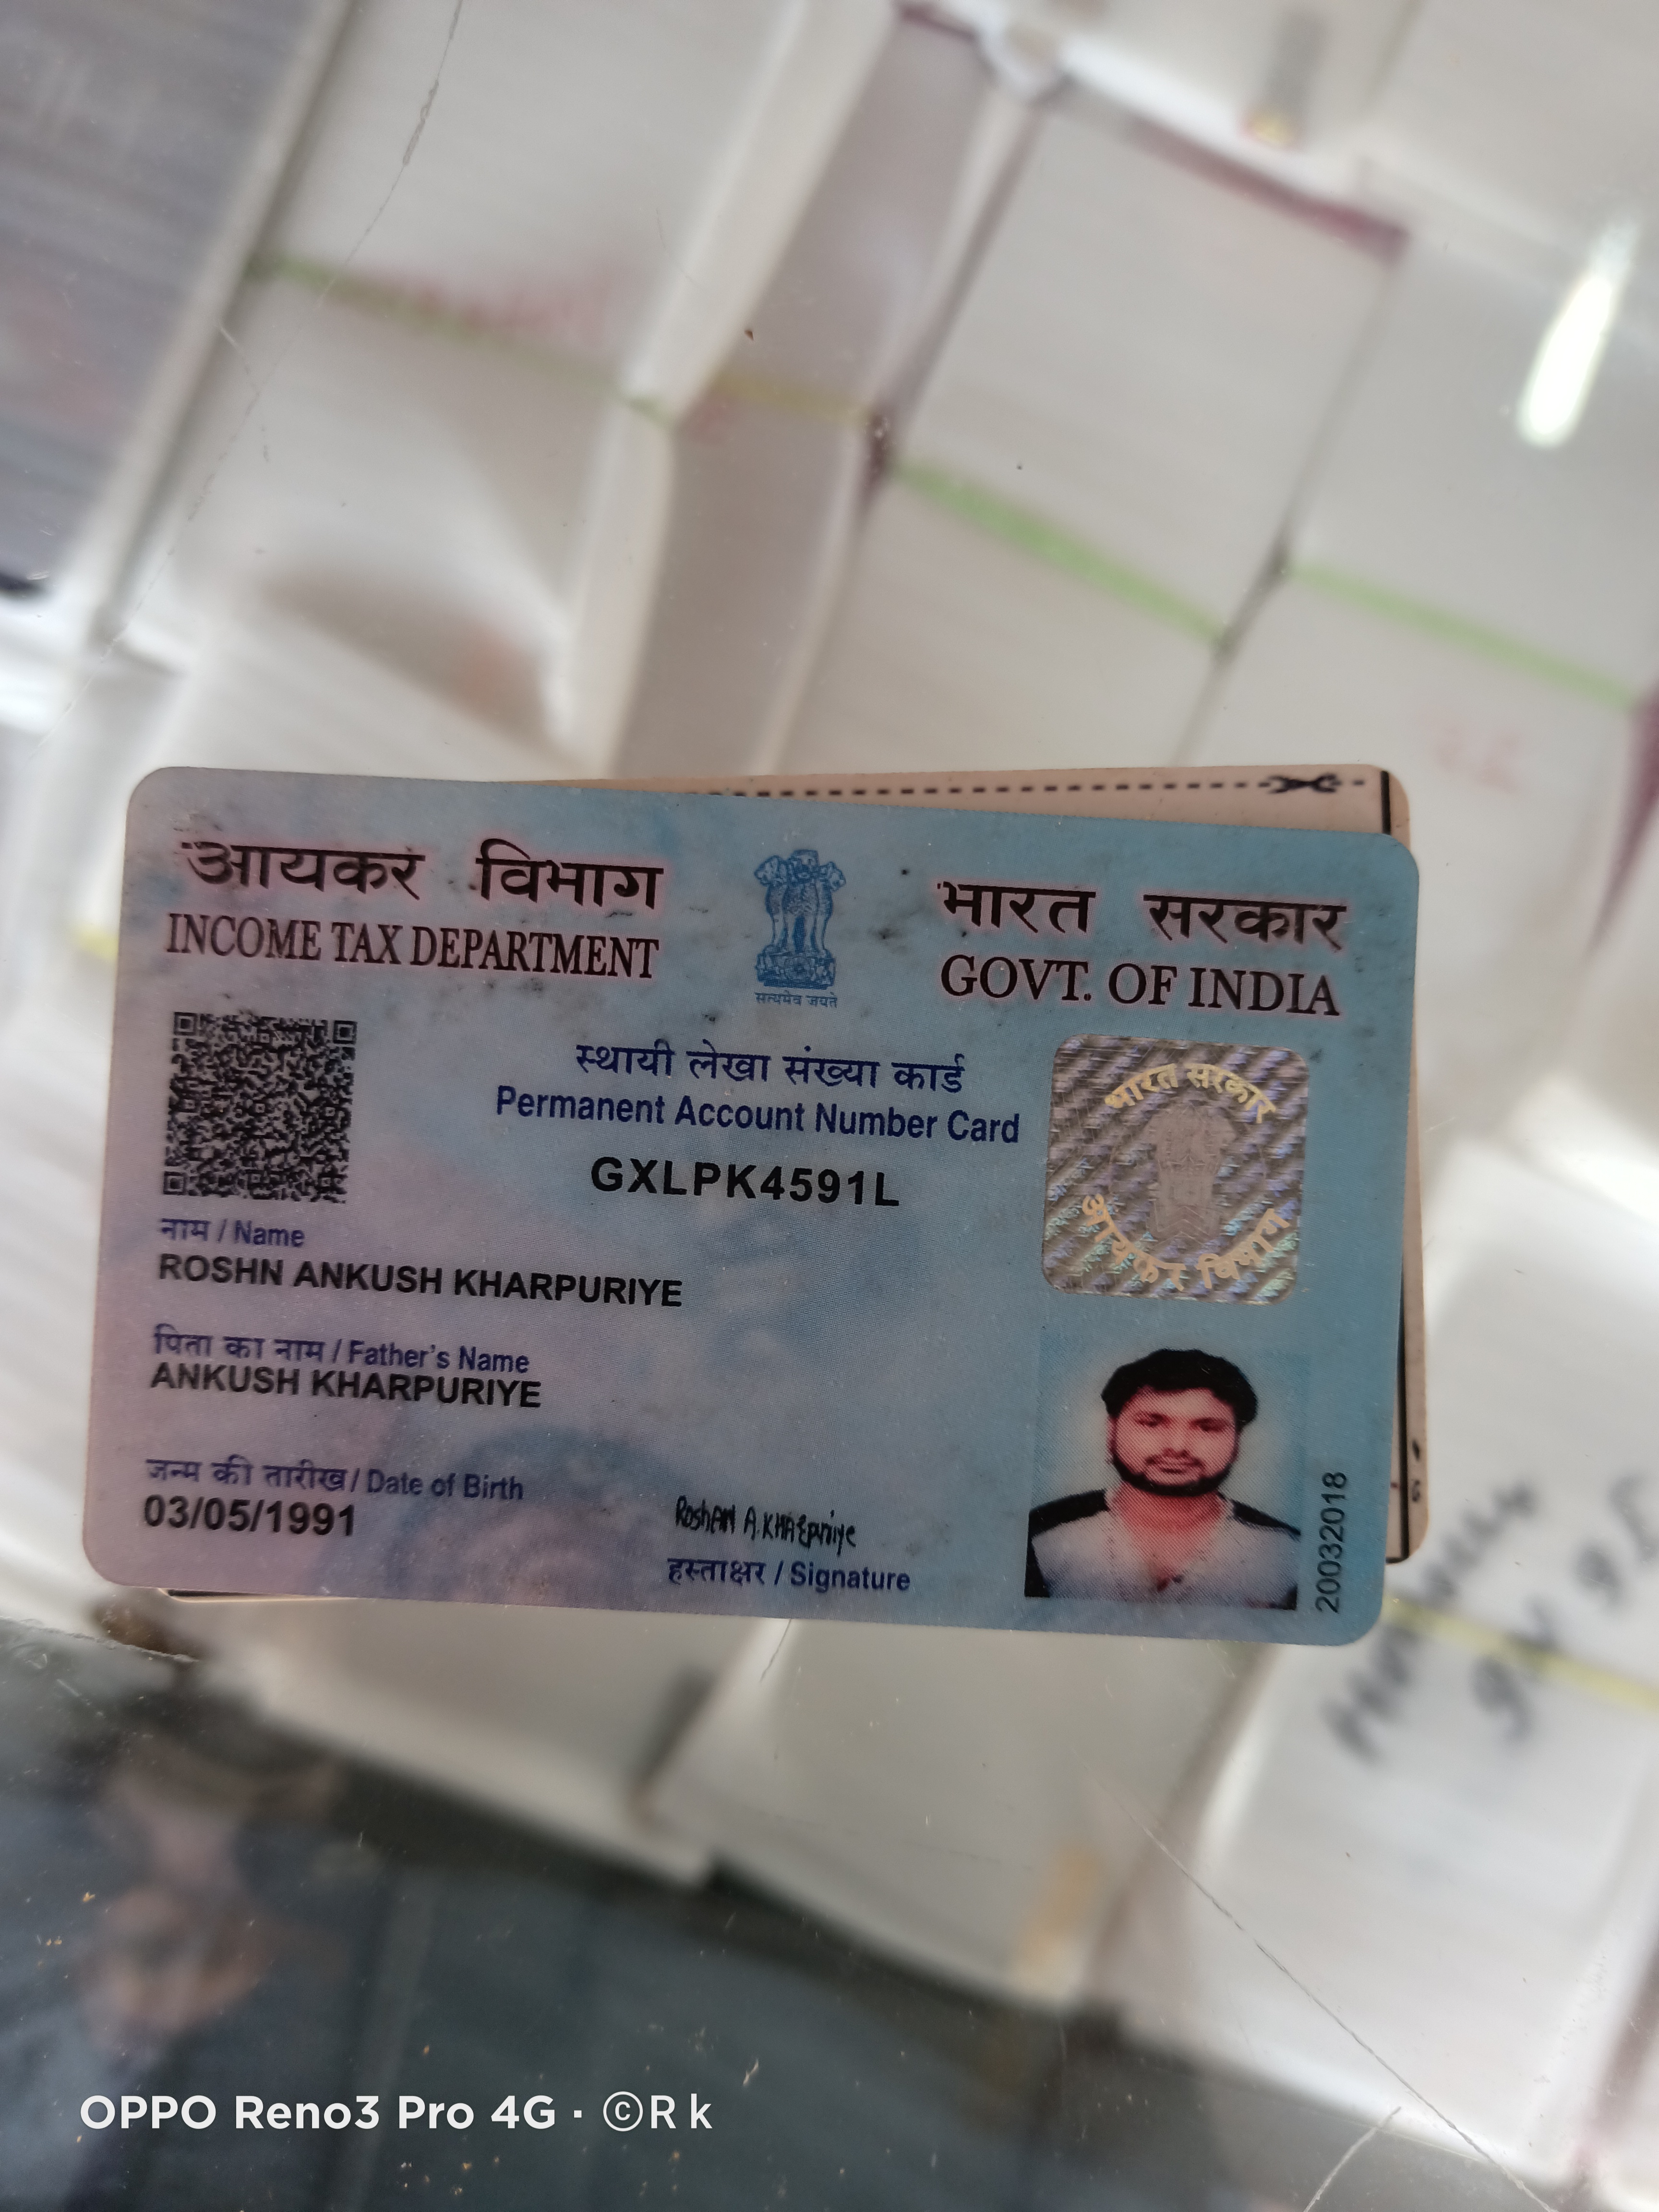 आयकर विभाग
INCOME TAX DEPARTMENT
सत्यमेव जयते
भारत सरकार
GOVT. OF INDIA
स्थायी लेखा संख्या कार्ड
Permanent Account Number Card
GXLPK4591L
भारत सरकार
आयकर विभाग
नाम / Name
ROSHN ANKUSH KHARPURIYE
पिता का नाम / Father's Name
ANKUSH KHARPURIYE
जन्म की तारीख / Date of Birth
03/05/1991
Roshan A. Kharpuriye
हस्ताक्षर / Signature
20032018
OPPO Reno3 Pro 4G · ©R k